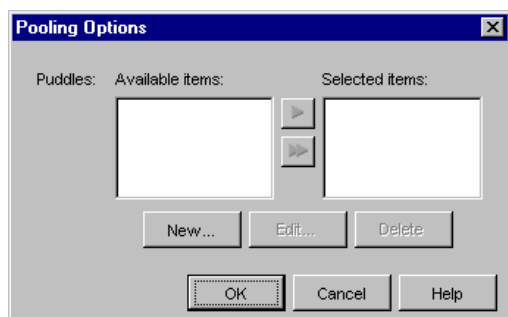 Pooling Options
Puddles: Available items: Selected items:
New... Edit... Delete
OK Cancel Help